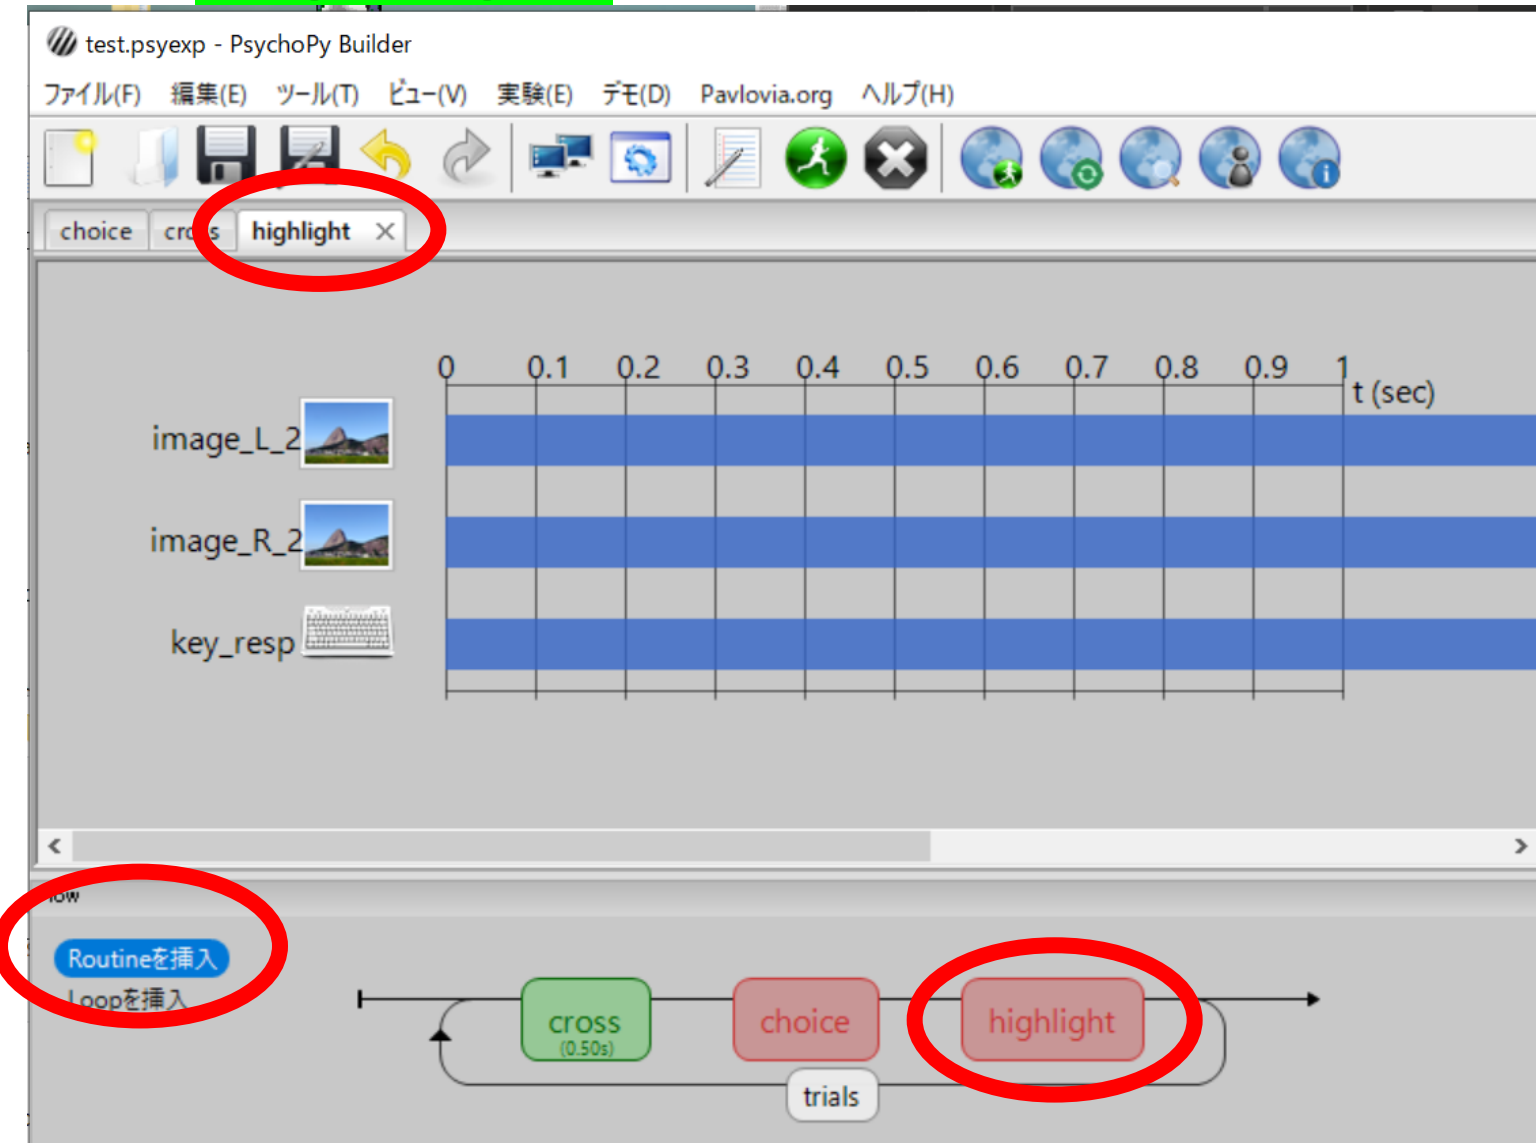 test.psyexp - PsychoPy Builder
ファイル(F) 編集(E) ツール(T) ビュー(V) 実験(E) デモ(D) Pavlovia.org ヘルプ(H)
choice cross highlight
0 0.1 0.2 0.3 0.4 0.5 0.6 0.7 0.8 0.9 1
t (sec)
image_L_2
image_R_2
key_resp
Routineを挿入
Loopを挿入
cross
(0.50s)
choice
highlight
trials